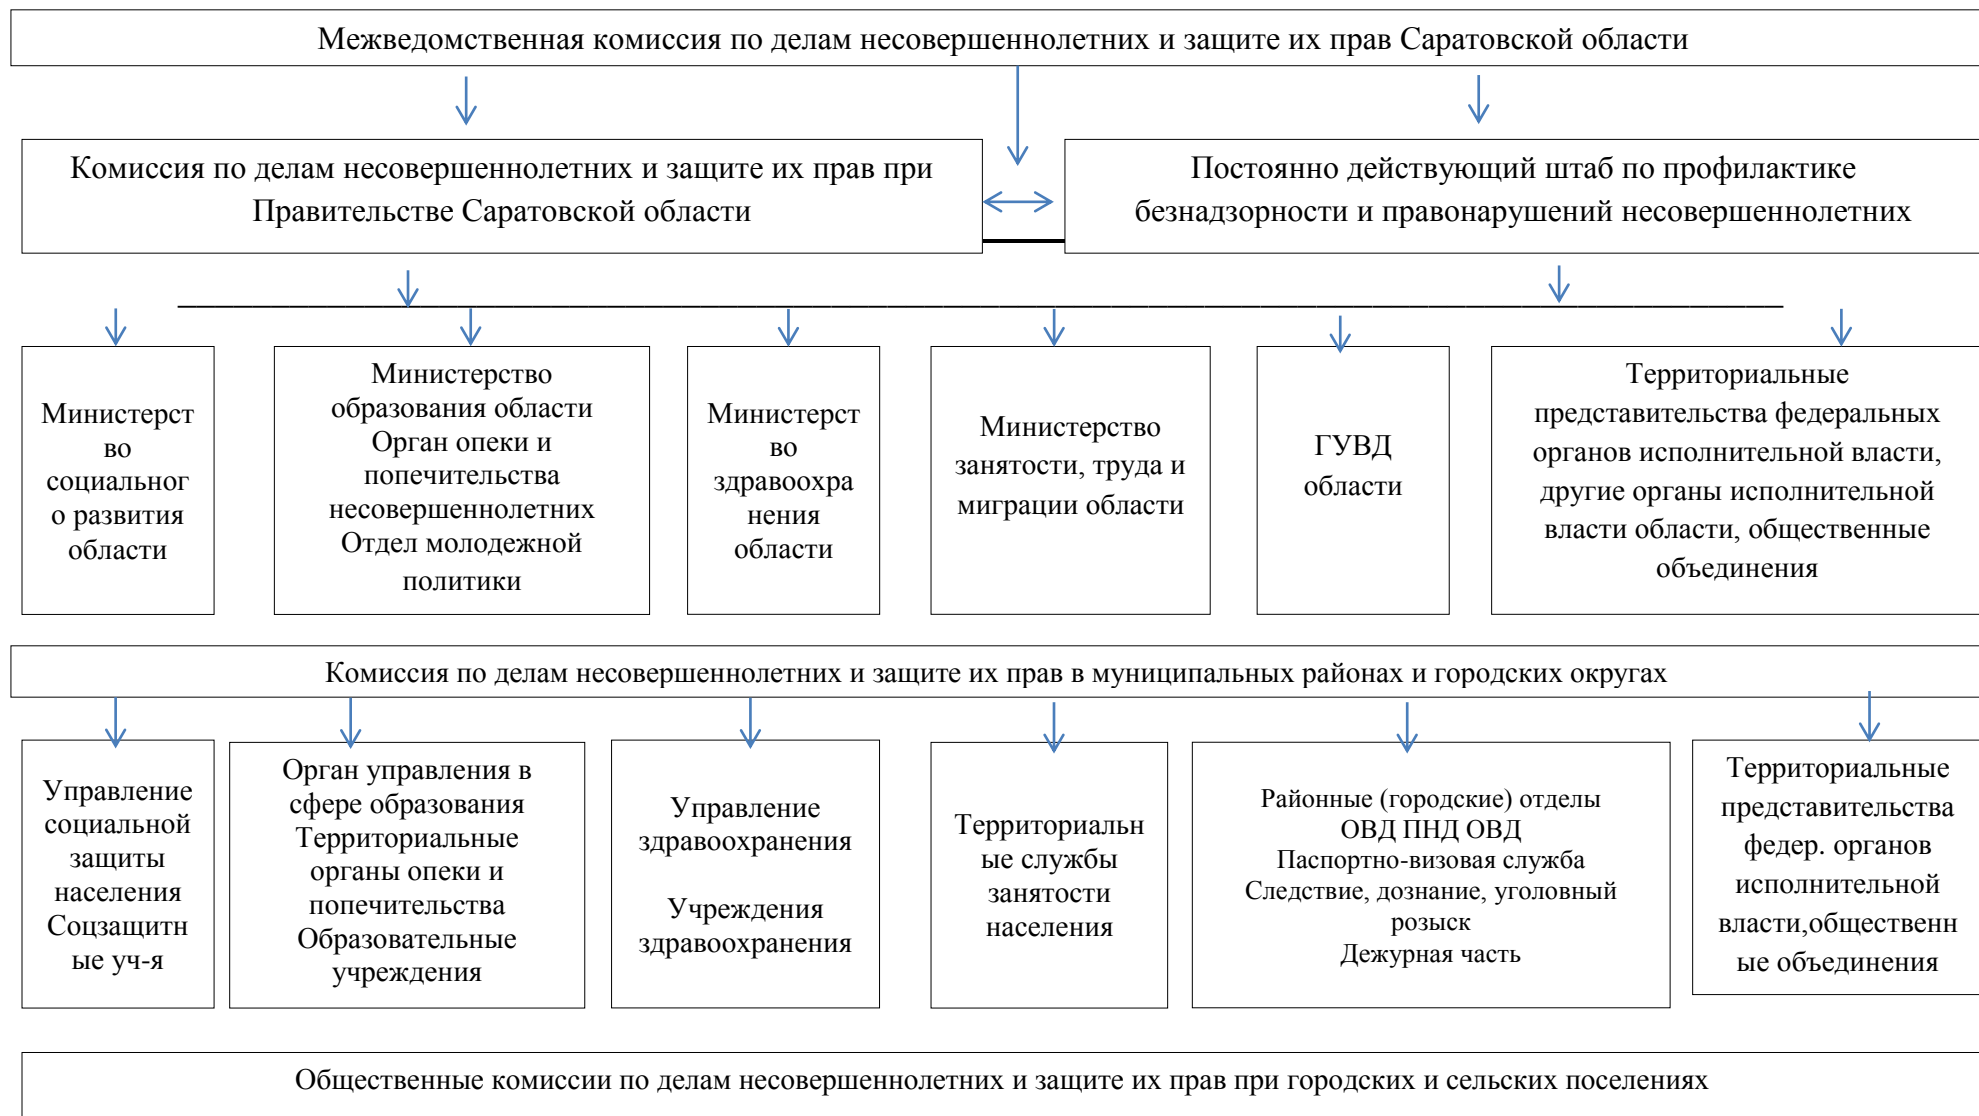 Межведомственная комиссия по делам несовершеннолетних и защите их прав Саратовской области
Комиссия по делам несовершеннолетних и защите их прав при
Правительстве Саратовской области
Постоянно действующий штаб по профилактике
безнадзорности и правонарушений несовершеннолетних
Министерст
во
социальног
о развития
области
Министерство
образования области
Орган опеки и
попечительства
несовершеннолетних
Отдел молодежной
политики
Министерст
во
здравоохра
нения
области
Министерство
занятости, труда и
миграции области
ГУВД
области
Территориальные
представительства федеральных
органов исполнительной власти,
другие органы исполнительной
власти области, общественные
объединения
Комиссия по делам несовершеннолетних и защите их прав в муниципальных районах и городских округах
Управление
социальной
защиты
населения
Соцзащитн
ые уч-я
Орган управления в
сфере образования
Территориальные
органы опеки и
попечительства
Образовательные
учреждения
Управление
здравоохранения
Учреждения
здравоохранения
Территориальн
ые службы
занятости
населения
Районные (городские) отделы
ОВД ПНД ОВД
Паспортно-визовая служба
Следствие, дознание, уголовный
розыск
Дежурная часть
Территориальные
представительства
федер. органов
исполнительной
власти,общественн
ые объединения
Общественные комиссии по делам несовершеннолетних и защите их прав при городских и сельских поселениях